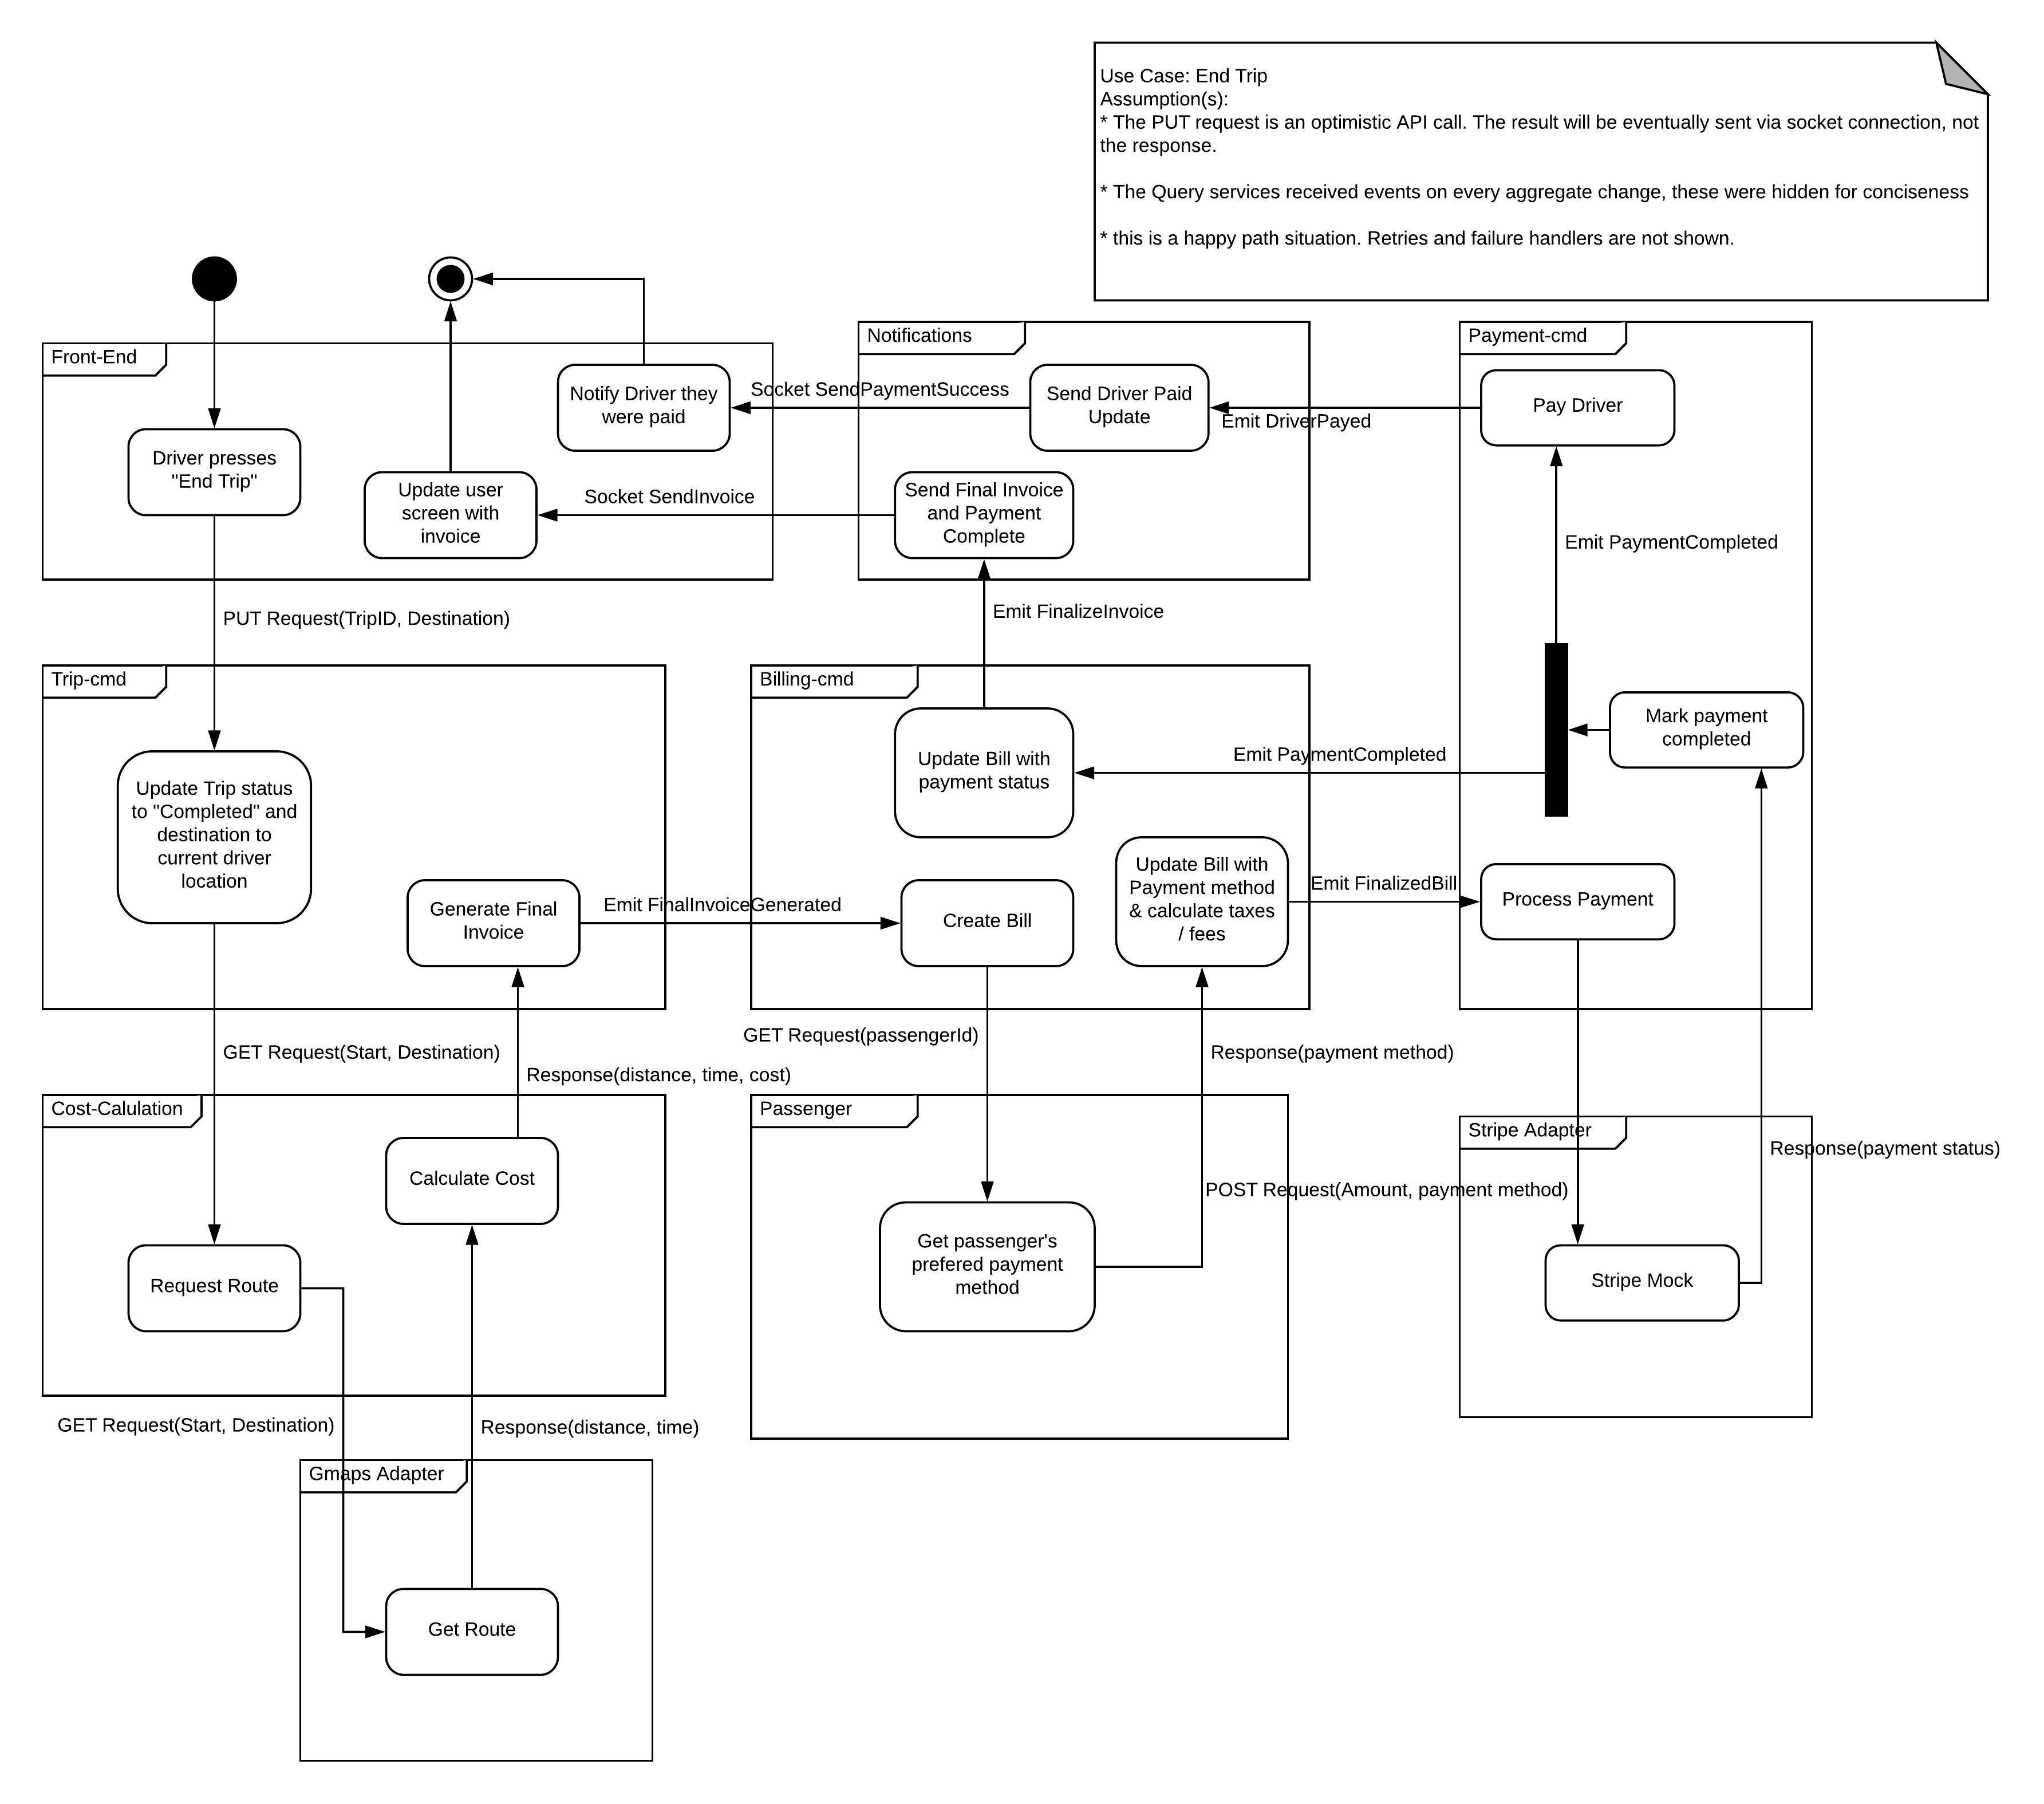 Use Case: End Trip
Assumption(s):
* The PUT request is an optimistic API call. The result will be eventually sent via socket connection, not
the response.
* The Query services received events on every aggregate change, these were hidden for conciseness
* this is a happy path situation. Retries and failure handlers are not shown.
Front-End
Notifications
Payment-cmd
Driver presses
"End Trip"
Notify Driver they
were paid
Socket SendPaymentSuccess
Send Driver Paid
Update
Emit DriverPayed
Pay Driver
Update user
screen with
invoice
Socket SendInvoice
Send Final Invoice
and Payment
Complete
Emit PaymentCompleted
PUT Request(TripID, Destination)
Emit FinalizeInvoice
Trip-cmd
Billing-cmd
Update Trip status
to "Completed" and
destination to
current driver
location
Generate Final
Invoice
Emit FinalInvoiceGenerated
Update Bill with
payment status
Emit PaymentCompleted
Mark payment
completed
Create Bill
Update Bill with
Payment method
& calculate taxes
/ fees
Emit FinalizedBill
Process Payment
GET Request(Start, Destination)
Response(distance, time, cost)
GET Request(passengerId)
Response(payment method)
Cost-Calulation
Passenger
Stripe Adapter
Calculate Cost
Request Route
Get passenger's
prefered payment
method
POST Request(Amount, payment method)
Response(payment status)
Stripe Mock
GET Request(Start, Destination)
Response(distance, time)
Gmaps Adapter
Get Route